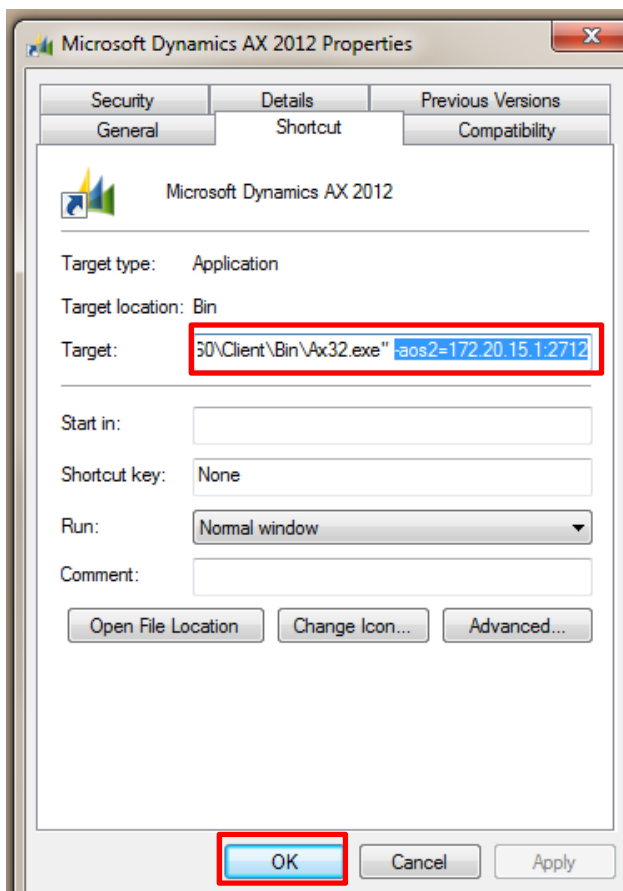 Microsoft Dynamics AX 2012 Properties
Security Details Previous Versions
General Shortcut Compatibility
Microsoft Dynamics AX 2012
Target type: Application
Target location: Bin
Target: 60\Client\Bin\Ax32.exe" -aos2=172.20.15.1:2712
Start in:
Shortcut key: None
Run: Normal window
Comment:
Open File Location Change Icon... Advanced...
OK Cancel Apply